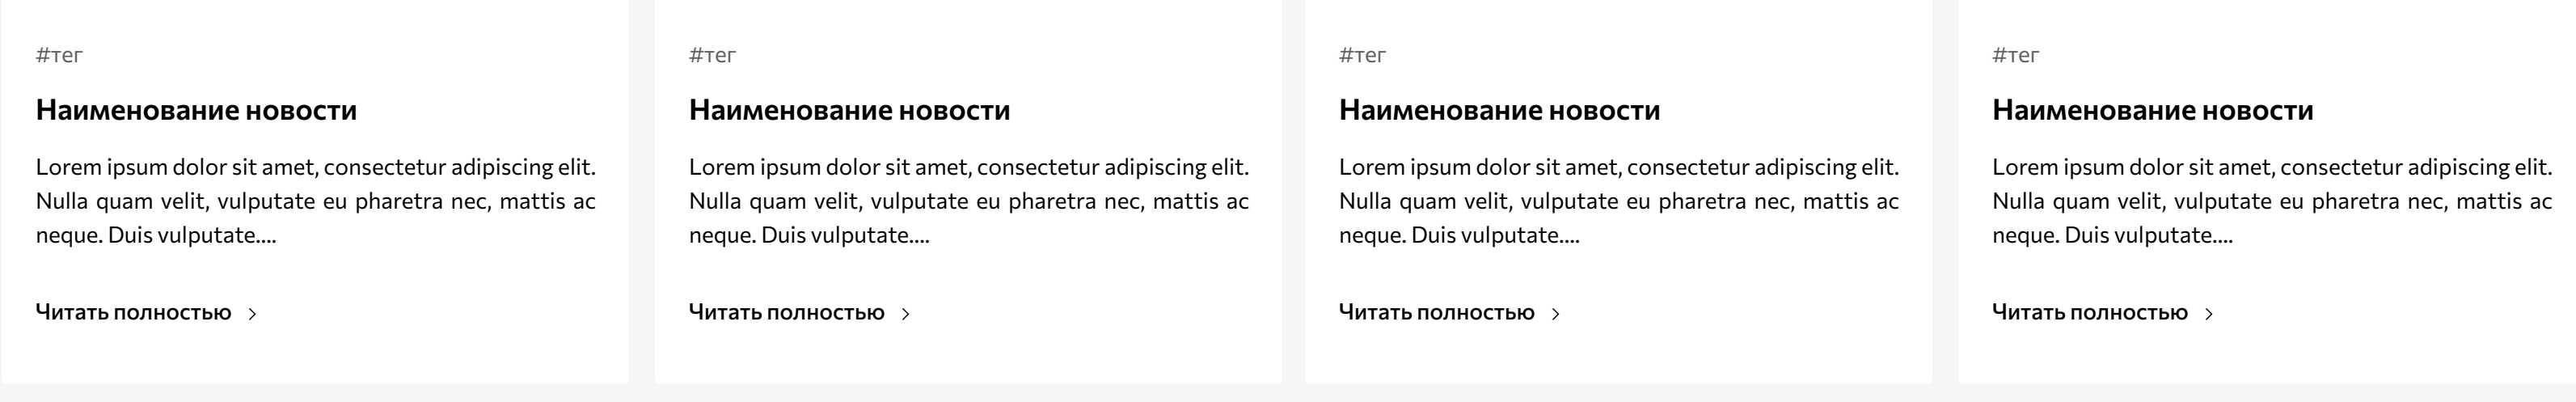 #тег
Наименование новости
Lorem ipsum dolor sit amet, consectetur adipiscing elit.
Nulla quam velit, vulputate eu pharetra nec, mattis ac
neque. Duis vulputate....
Читать полностью
#тег
Наименование новости
Lorem ipsum dolor sit amet, consectetur adipiscing elit.
Nulla quam velit, vulputate eu pharetra nec, mattis ac
neque. Duis vulputate....
Читать полностью
#тег
Наименование новости
Lorem ipsum dolor sit amet, consectetur adipiscing elit.
Nulla quam velit, vulputate eu pharetra nec, mattis ac
neque. Duis vulputate....
Читать полностью
#тег
Наименование новости
Lorem ipsum dolor sit amet, consectetur adipiscing elit.
Nulla quam velit, vulputate eu pharetra nec, mattis ac
neque. Duis vulputate....
Читать полностью